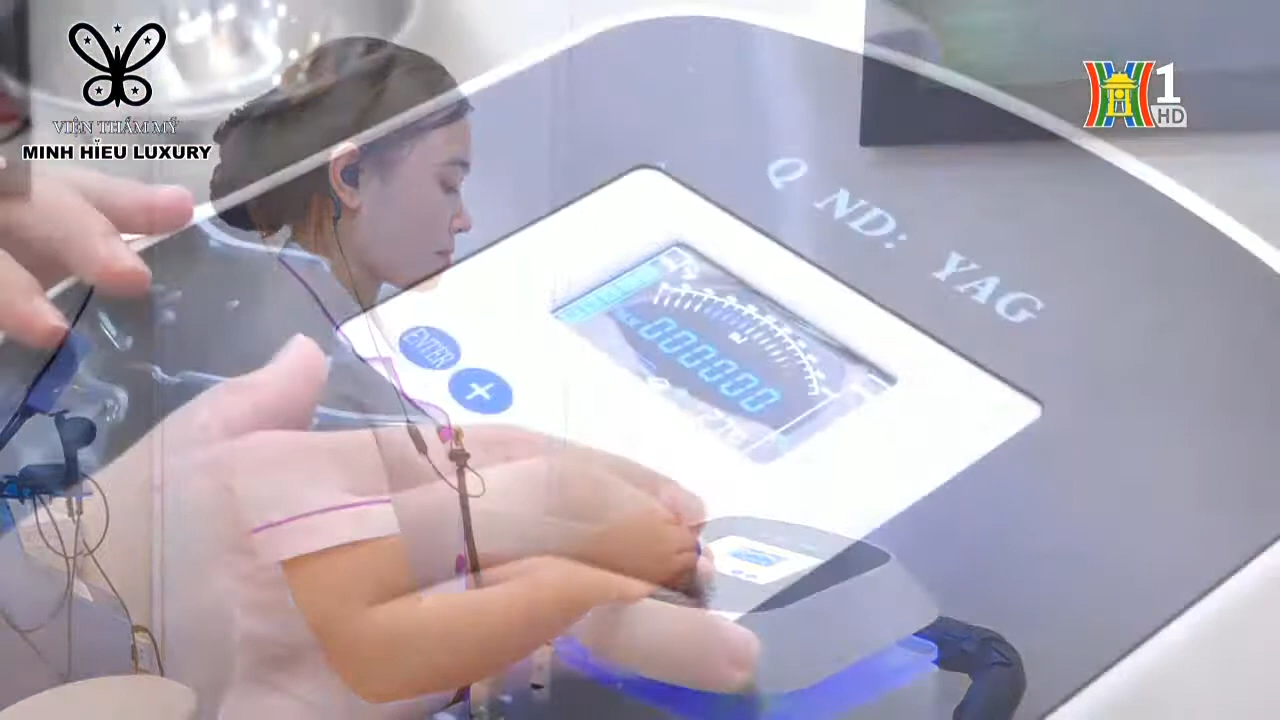 VIỆN THẨM MỸ
MINH HIẾU LUXURY
1
HD
Q ND: YAG
ENTER
+
000000